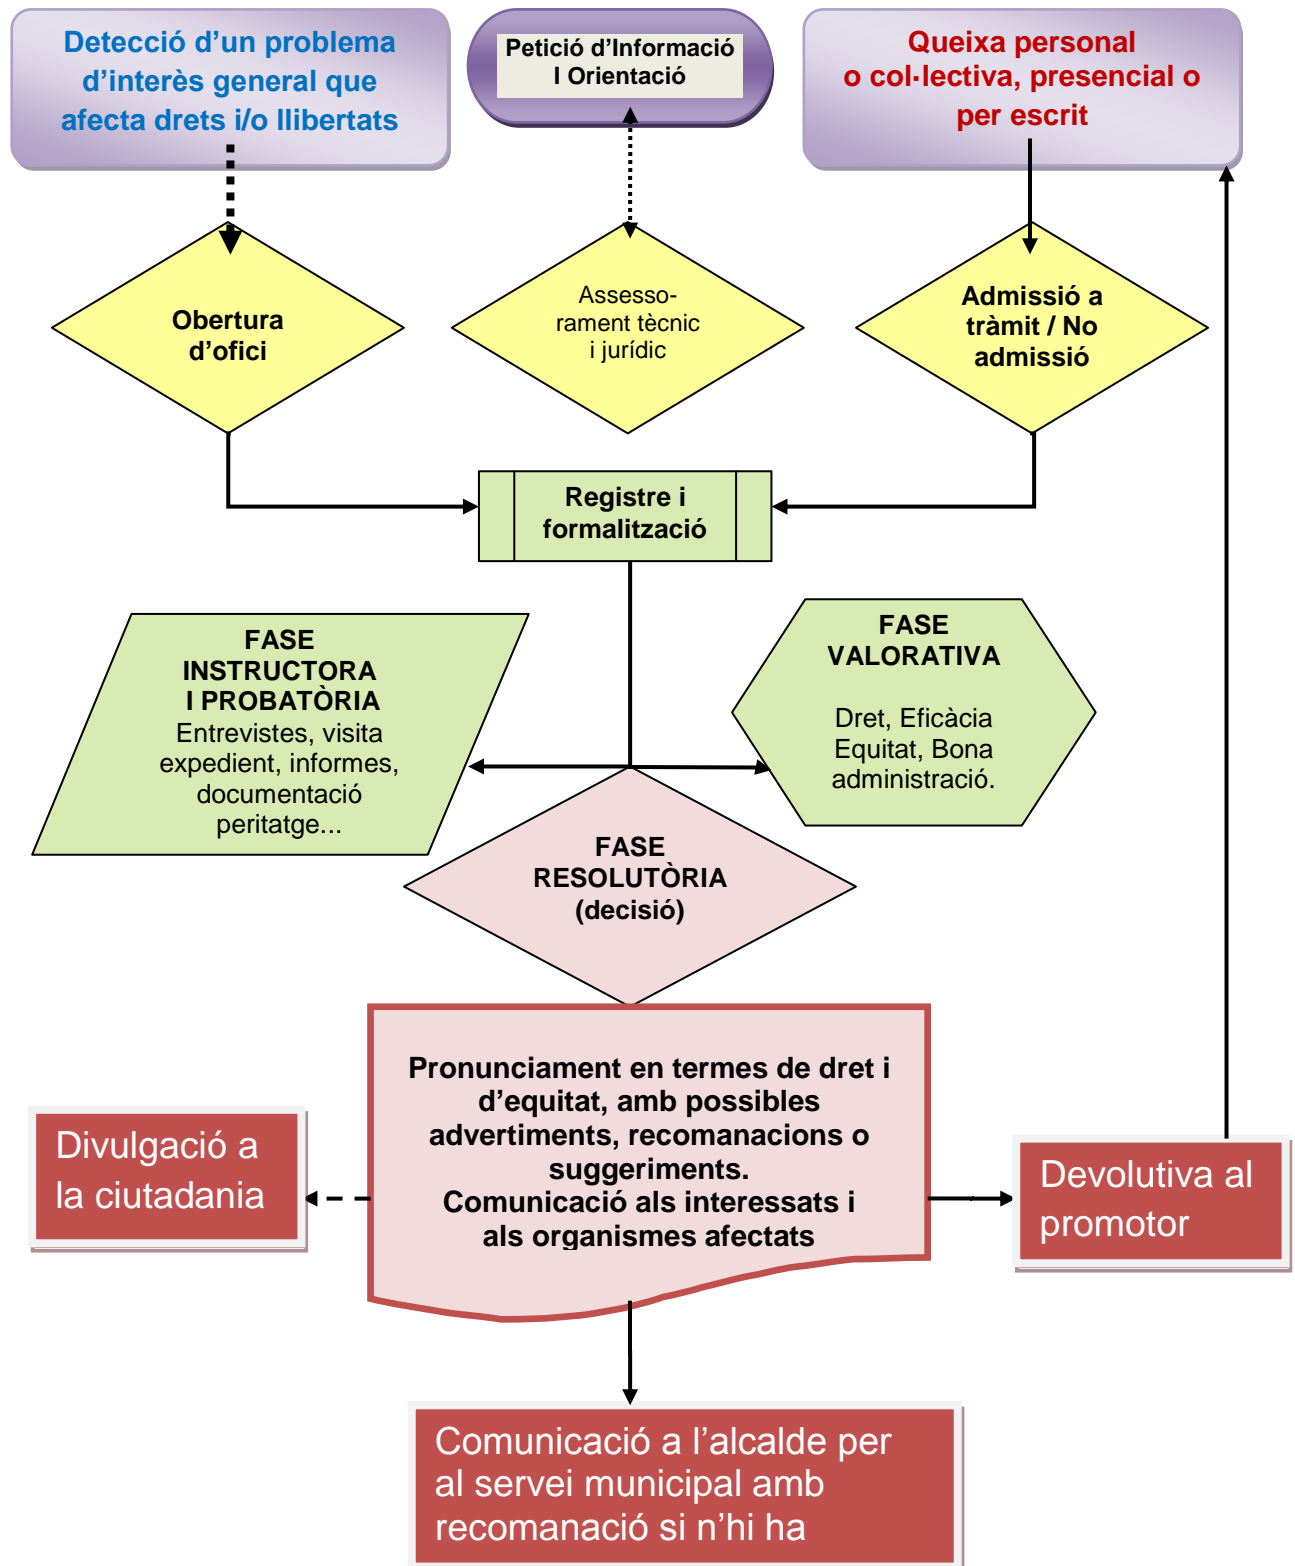 Detecció d’un problema
d’interès general que
afecta drets i/o llibertats
Petició d’Informació
I Orientació
Queixa personal
o col·lectiva, presencial o
per escrit
Obertura
d’ofici
Assesso-
rament tècnic
i jurídic
Admissió a
tràmit / No
admissió
Registre i
formalització
FASE
INSTRUCTORA
I PROBATÒRIA
Entrevistes, visita
expedient, informes,
documentació
peritatge...
FASE
VALORATIVA
Dret, Eficàcia
Equitat, Bona
administració.
FASE
RESOLUTÒRIA
(decisió)
Pronunciament en termes de dret i
d’equitat, amb possibles
advertiments, recomanacions o
suggeriments.
Comunicació als interessats i
als organismes afectats
Divulgació a
la ciutadania
Devolutiva al
promotor
Comunicació a l’alcalde per
al servei municipal amb
recomanació si n’hi ha